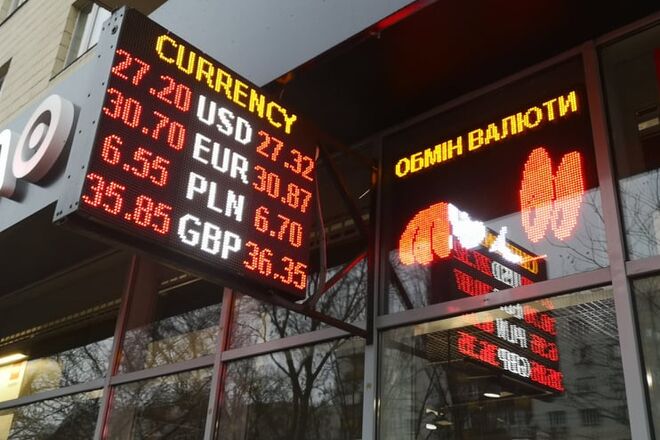 CURRENCY
27.20 USD 27.32
30.70 EUR 30.87
6.55 PLN 6.70
35.85 GBP 36.35
ОБМІН ВАЛЮТИ